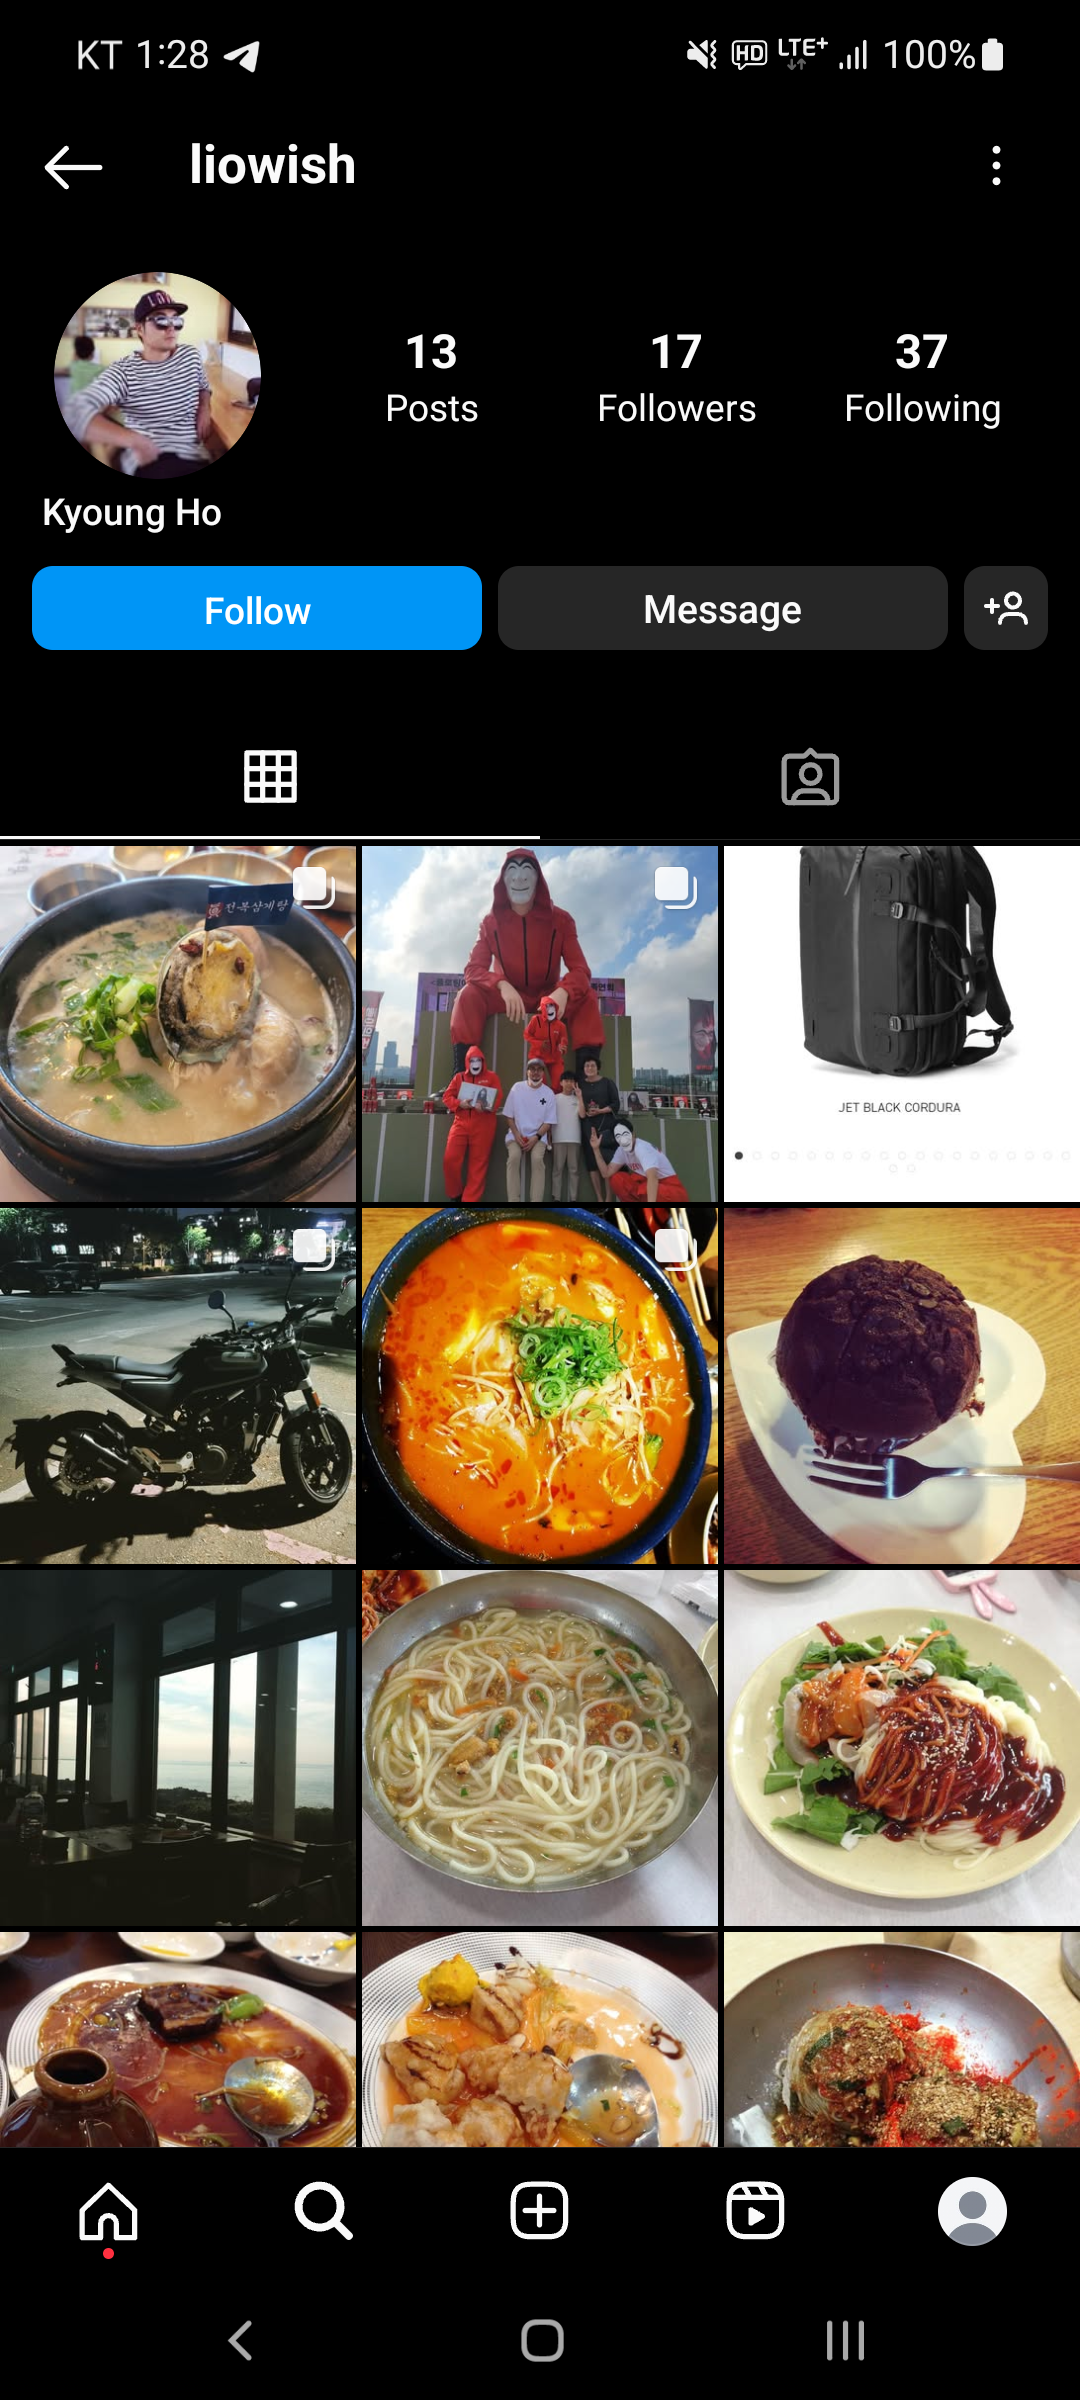 KT 1:28
HD LTE+ 100%
liowish
13 17 37
Posts Followers Following
Kyoung Ho
Follow Message
전복삼계탕
JET BLACK CORDURA